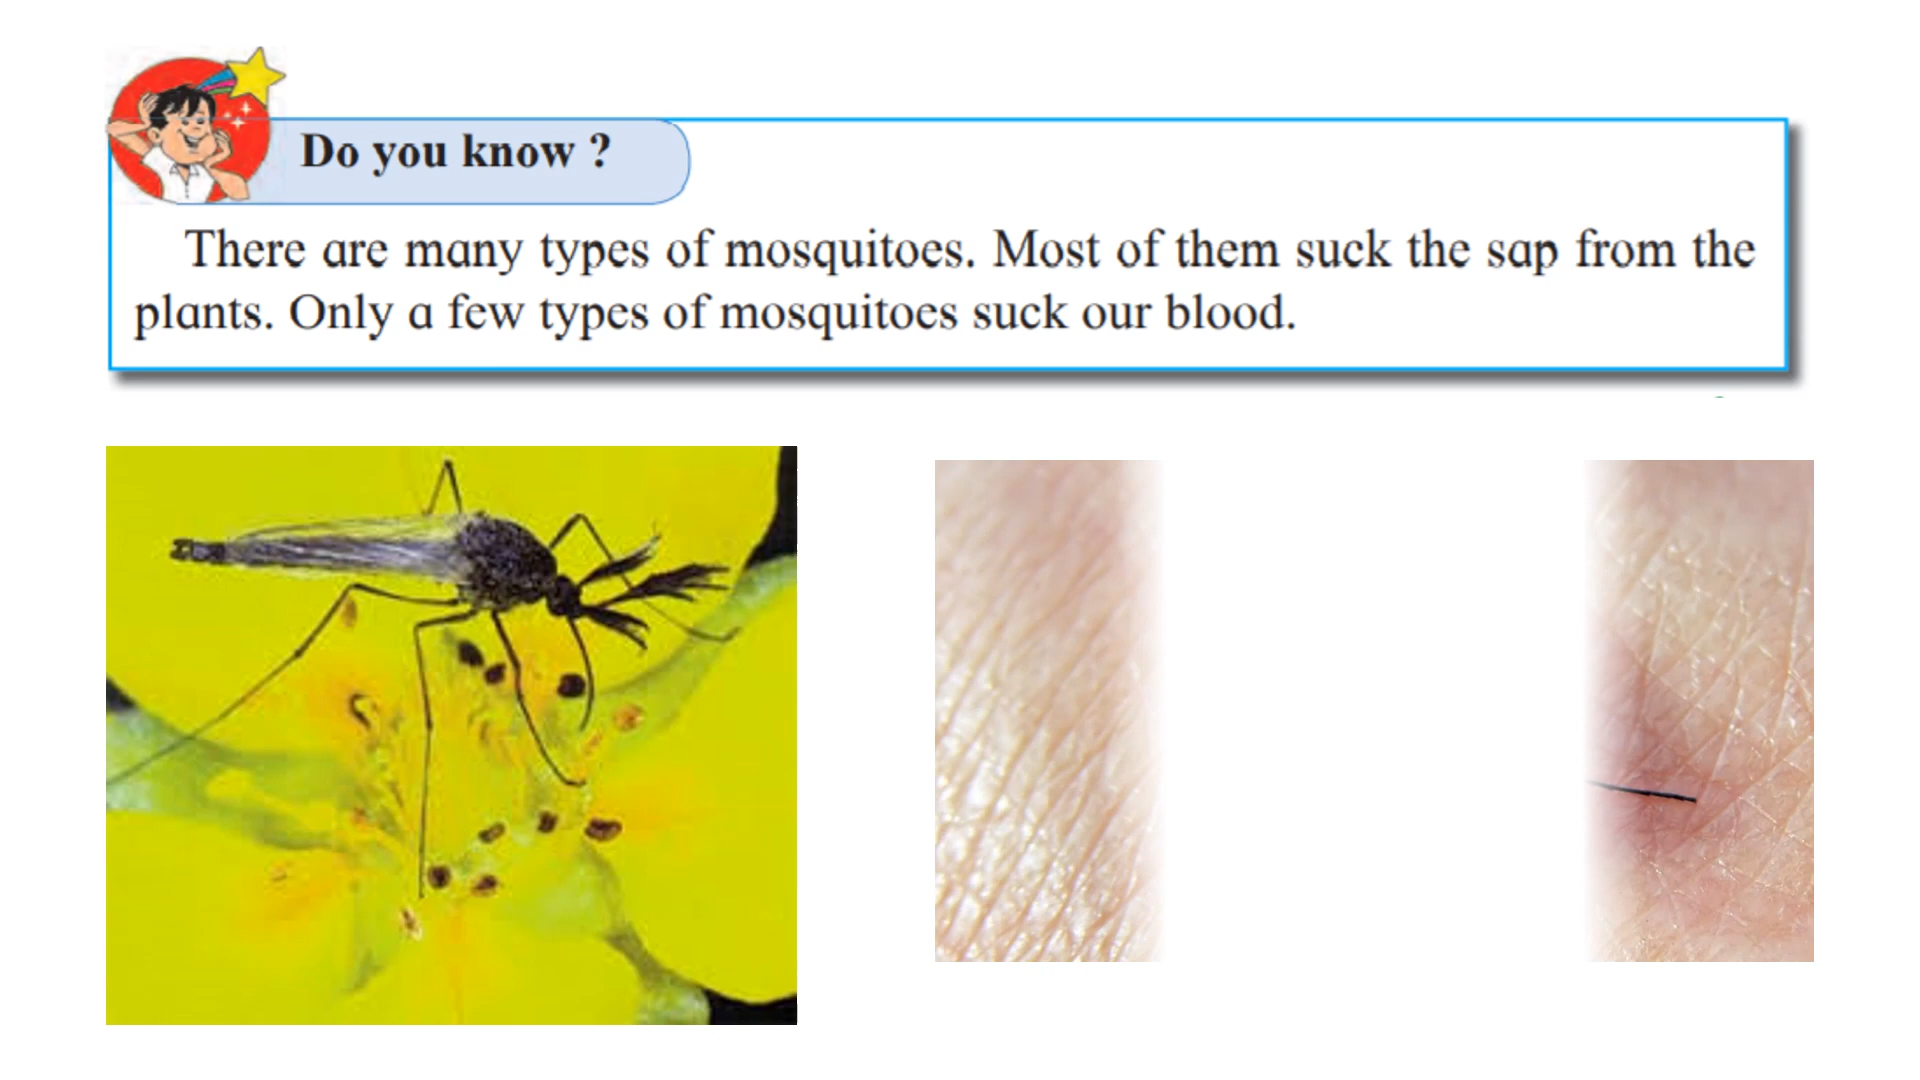 Do you know ?
There are many types of mosquitoes. Most of them suck the sap from the
plants. Only a few types of mosquitoes suck our blood.